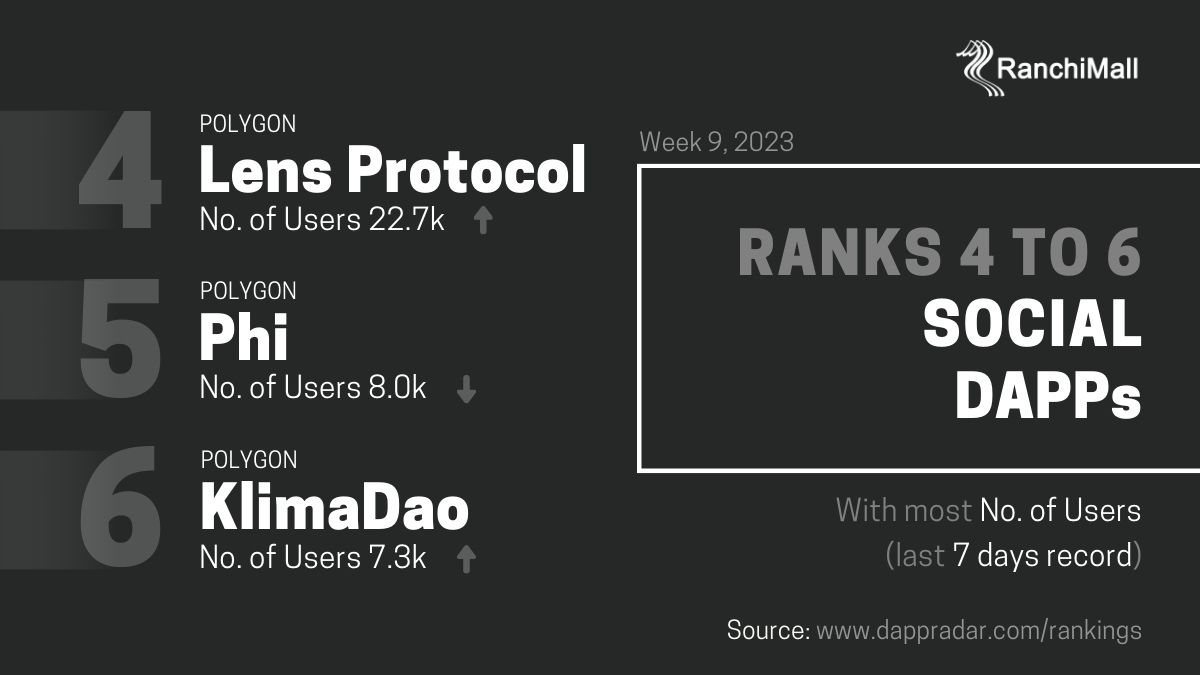 RanchiMall
4
POLYGON
Lens Protocol
No. of Users 22.7k
5
POLYGON
Phi
No. of Users 8.0k
6
POLYGON
KlimaDao
No. of Users 7.3k
Week 9, 2023
RANKS 4 TO 6
SOCIAL
DAPPs
With most No. of Users
(last 7 days record)
Source: www.dappradar.com/rankings